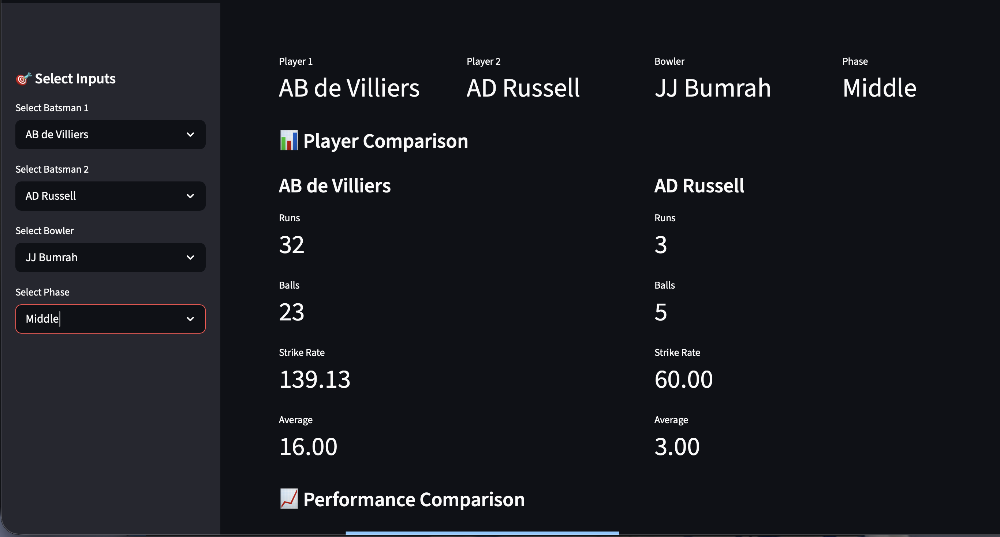 Select Inputs
Select Batsman 1
AB de Villiers
Select Batsman 2
AD Russell
Select Bowler
JJ Bumrah
Select Phase
Middle
Player 1
AB de Villiers
Player 2
AD Russell
Bowler
JJ Bumrah
Phase
Middle
Player Comparison
AB de Villiers
Runs
32
Balls
23
Strike Rate
139.13
Average
16.00
AD Russell
Runs
3
Balls
5
Strike Rate
60.00
Average
3.00
Performance Comparison